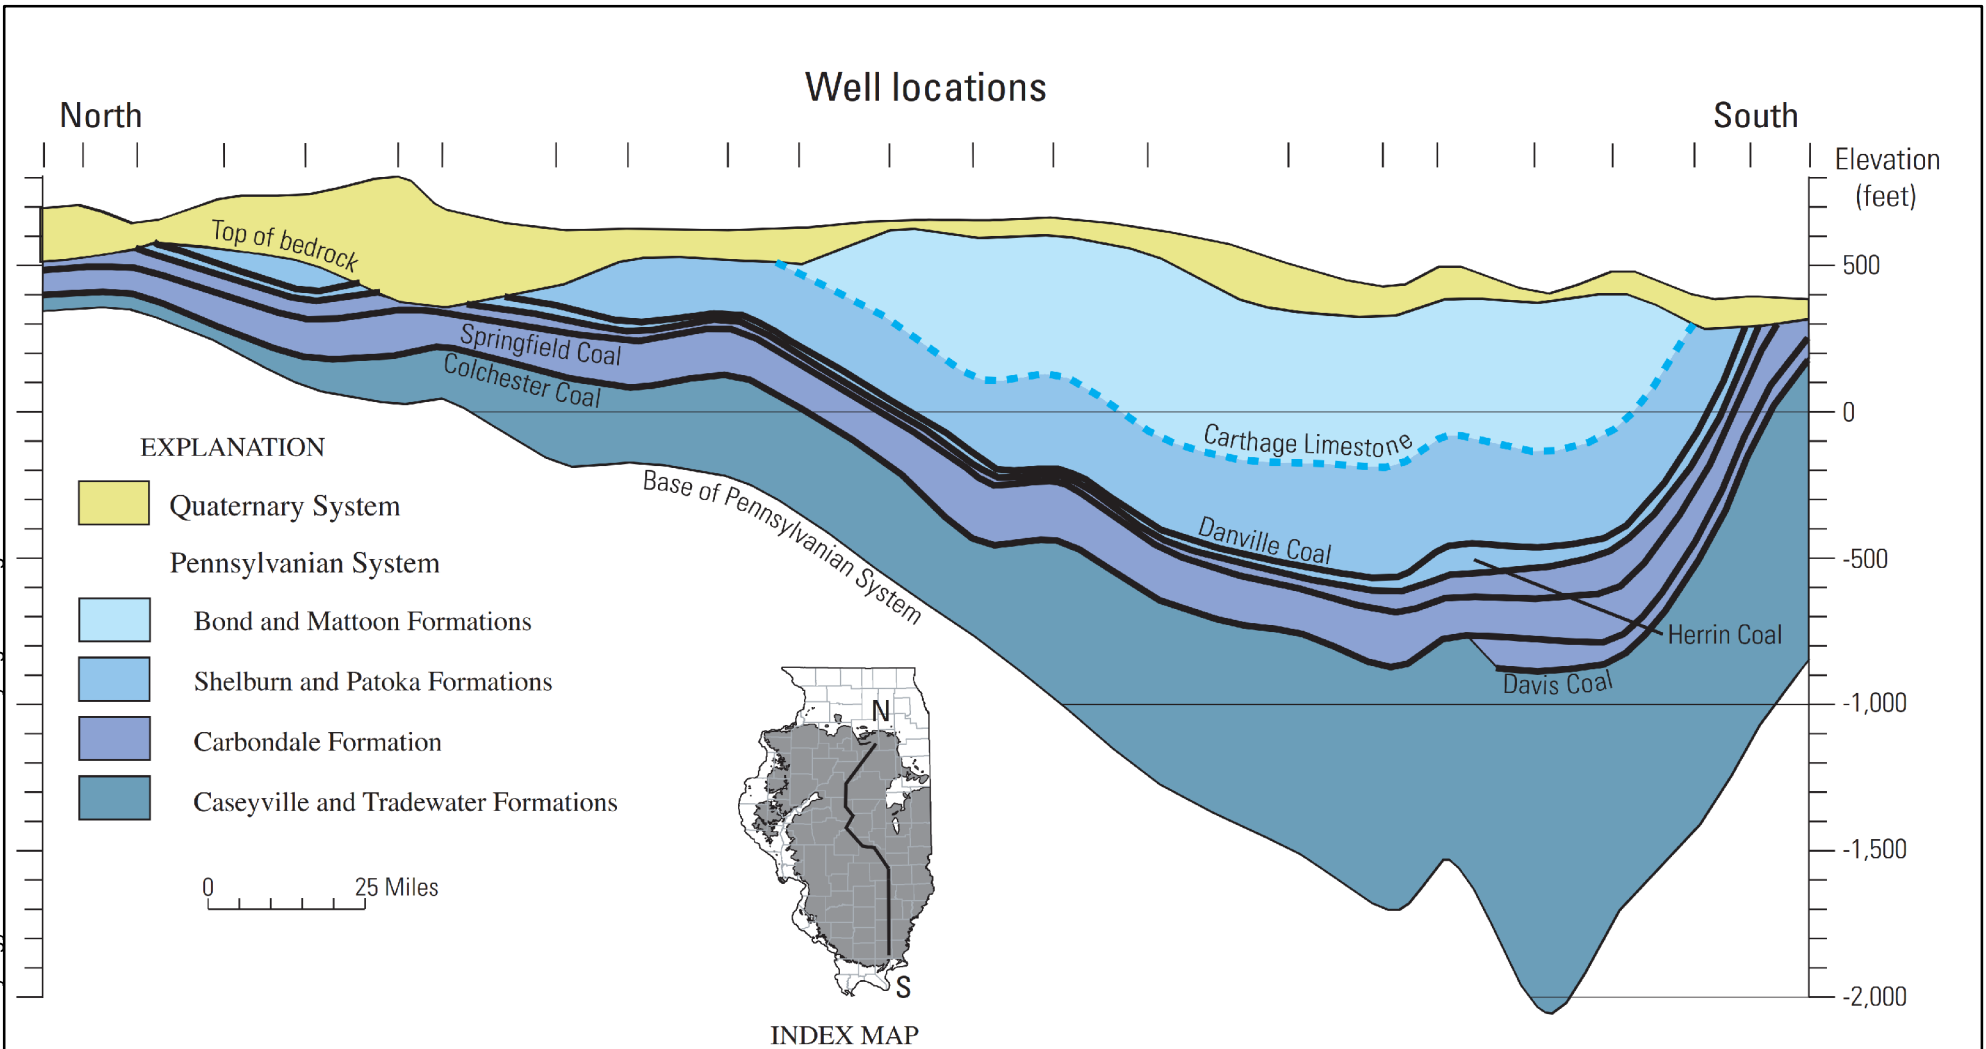 Well locations
North
South
Elevation
(feet)
500
0
-500
-1,000
-1,500
-2,000
Top of bedrock
Springfield Coal
Colchester Coal
Base of Pennsylvanian System
Carthage Limestone
Danville Coal
Herrin Coal
Davis Coal
EXPLANATION
Quaternary System
Pennsylvanian System
Bond and Mattoon Formations
Shelburn and Patoka Formations
Carbondale Formation
Caseyville and Tradewater Formations
0 25 Miles
N
S
INDEX MAP